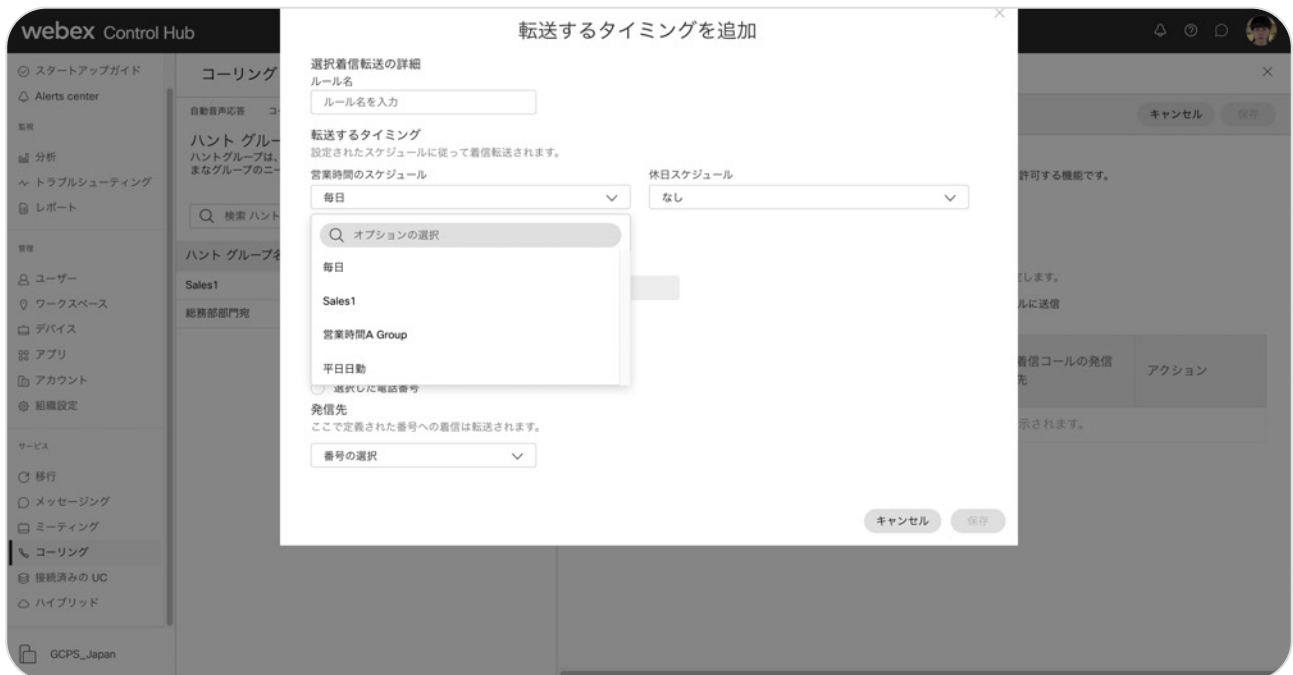 webex Control Hub
スタートアップガイド
Alerts center
監視
分析
トラブルシューティング
レポート
管理
ユーザー
ワークスペース
デバイス
アプリ
アカウント
組織設定
サービス
移行
メッセージング
ミーティング
コーリング
接続済みの UC
ハイブリッド
GCPS_Japan
コーリング
自動音声応答
ハント グルー
ハントグループは、
まなグループのニー
検索 ハント
ハント グループ名
Sales1
総務部部門宛
転送するタイミングを追加
選択着信転送の詳細
ルール名
ルール名を入力
転送するタイミング
設定されたスケジュールに従って着信転送されます。
営業時間のスケジュール
休日スケジュール
毎日
なし
オプションの選択
毎日
Sales1
営業時間A Group
平日日勤
選択した電話番号
発信先
ここで定義された番号への着信は転送されます。
番号の選択
キャンセル
保存
キャンセル
保存
許可する機能です。
します。
ルに送信
着信コールの発信
先
アクション
示されます。